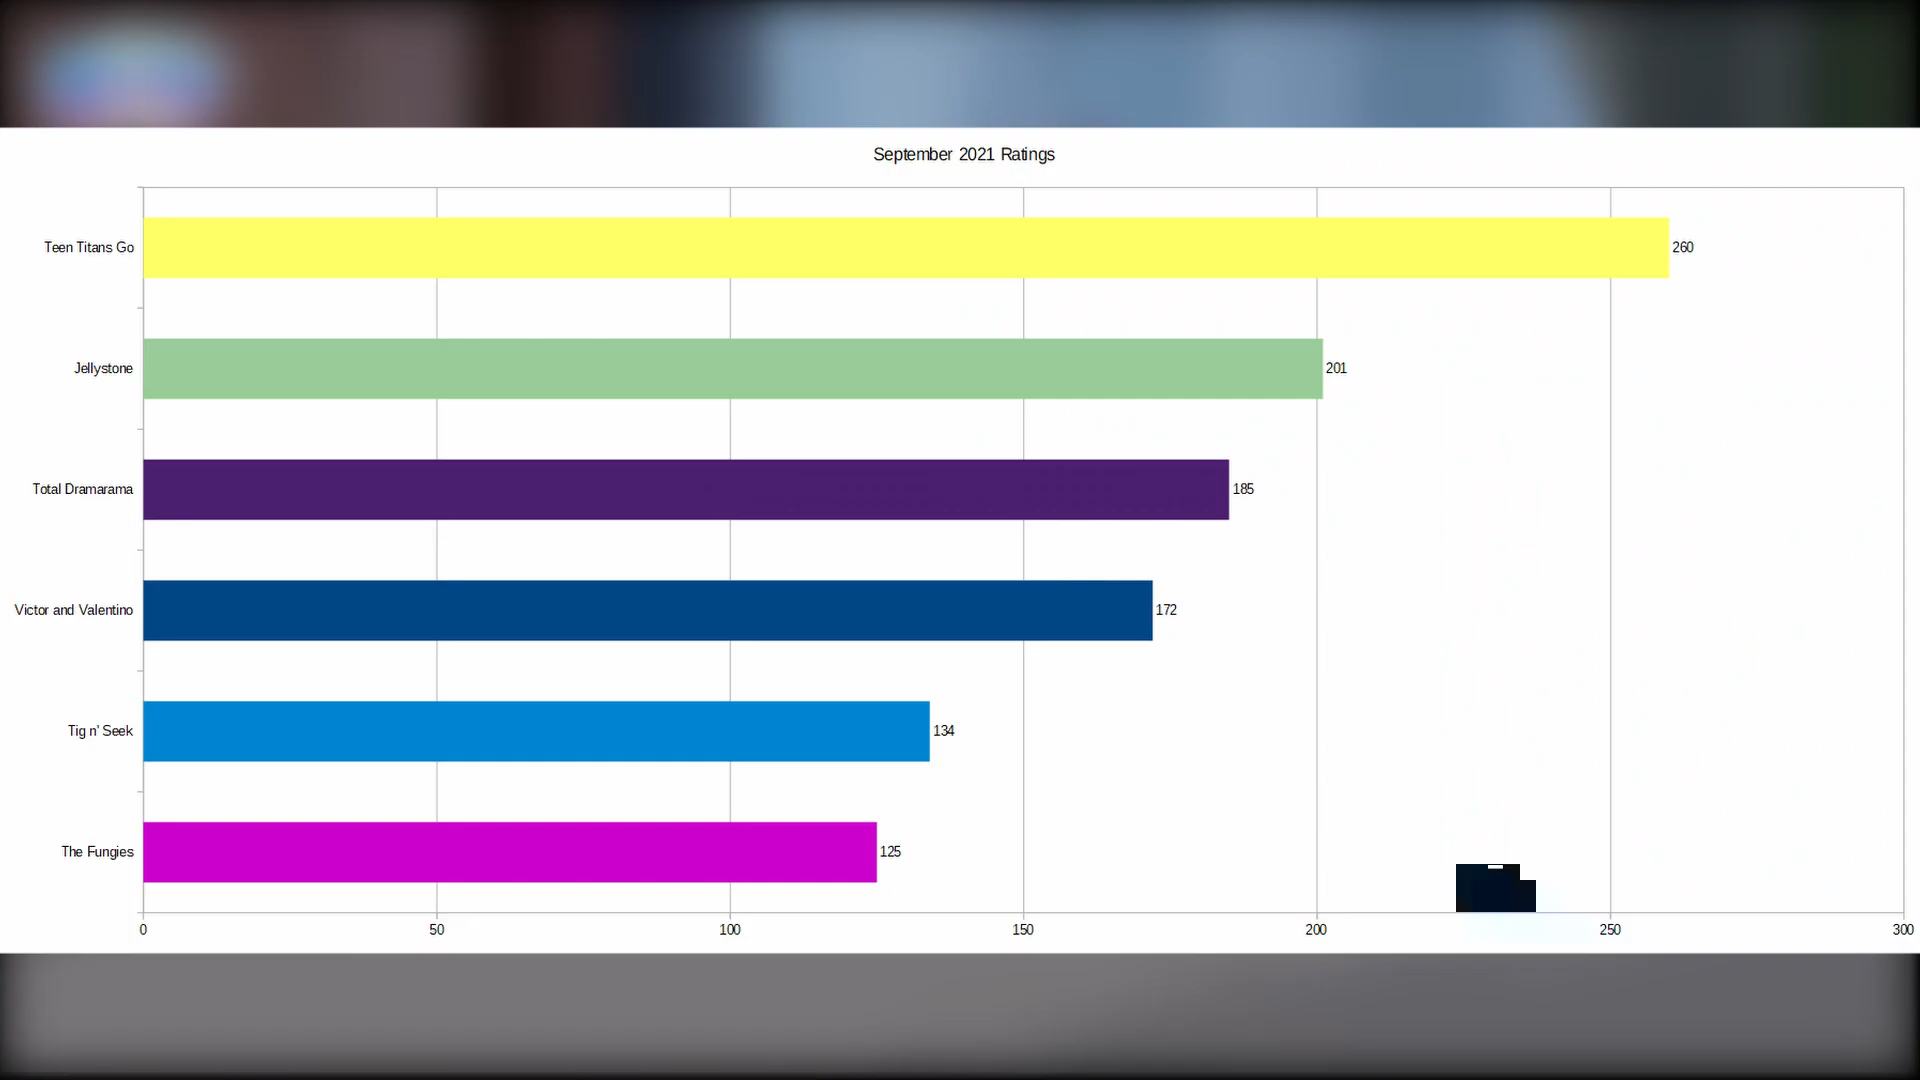 September 2021 Ratings
Teen Titans Go 260
Jellystone 201
Total Dramarama 185
Victor and Valentino 172
Tig n' Seek 134
The Fungies 125
0 50 100 150 200 250 300